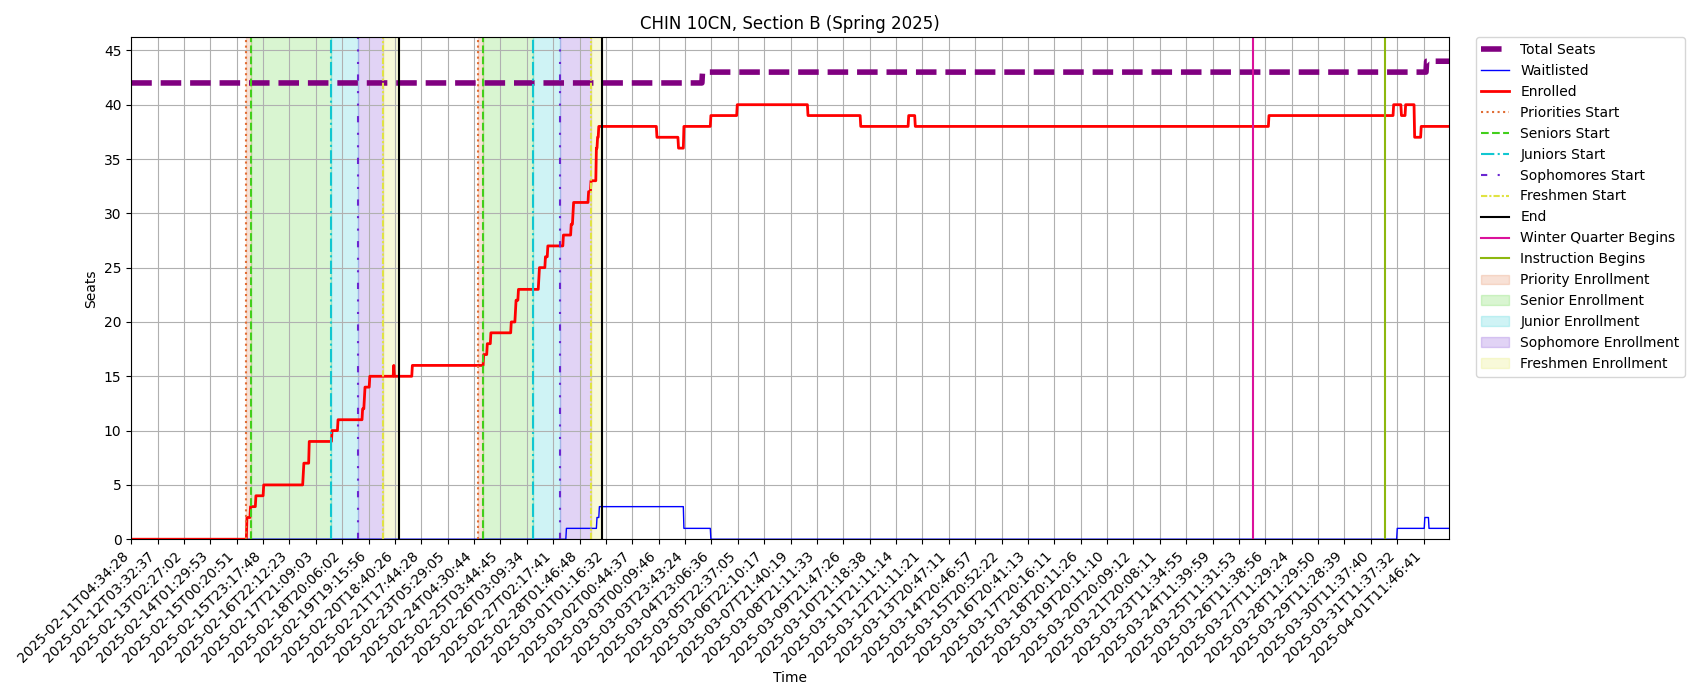 CHIN 10CN, Section B (Spring 2025)
Seats
45
40
35
30
25
20
15
10
5
0
2025-02-11T04:34:28
2025-02-12T03:32:37
2025-02-13T02:27:02
2025-02-14T01:29:53
2025-02-15T00:20:51
2025-02-15T23:17:48
2025-02-16T22:12:23
2025-02-17T21:09:03
2025-02-18T20:06:02
2025-02-19T19:15:56
2025-02-20T18:40:26
2025-02-21T17:44:28
2025-02-23T05:29:05
2025-02-24T04:30:44
2025-02-25T03:44:45
2025-02-26T03:09:34
2025-02-27T02:17:41
2025-02-28T01:46:48
2025-03-01T01:16:32
2025-03-02T00:44:37
2025-03-03T00:09:46
2025-03-03T23:43:24
2025-03-04T23:06:36
2025-03-05T22:37:05
2025-03-06T22:10:17
2025-03-07T21:40:19
2025-03-08T21:11:33
2025-03-09T21:47:26
2025-03-10T21:18:38
2025-03-11T21:11:14
2025-03-12T21:11:21
2025-03-13T20:47:11
2025-03-14T20:46:57
2025-03-15T20:52:22
2025-03-16T20:41:13
2025-03-17T20:16:11
2025-03-18T20:11:26
2025-03-19T20:11:10
2025-03-20T20:09:12
2025-03-21T20:08:11
2025-03-23T11:34:55
2025-03-24T11:39:59
2025-03-25T11:31:53
2025-03-26T11:38:56
2025-03-27T11:29:24
2025-03-28T11:29:50
2025-03-29T11:28:39
2025-03-30T11:37:40
2025-03-31T11:37:32
2025-04-01T11:46:41
Time
Total Seats
Waitlisted
Enrolled
Priorities Start
Seniors Start
Juniors Start
Sophomores Start
Freshmen Start
End
Winter Quarter Begins
Instruction Begins
Priority Enrollment
Senior Enrollment
Junior Enrollment
Sophomore Enrollment
Freshmen Enrollment